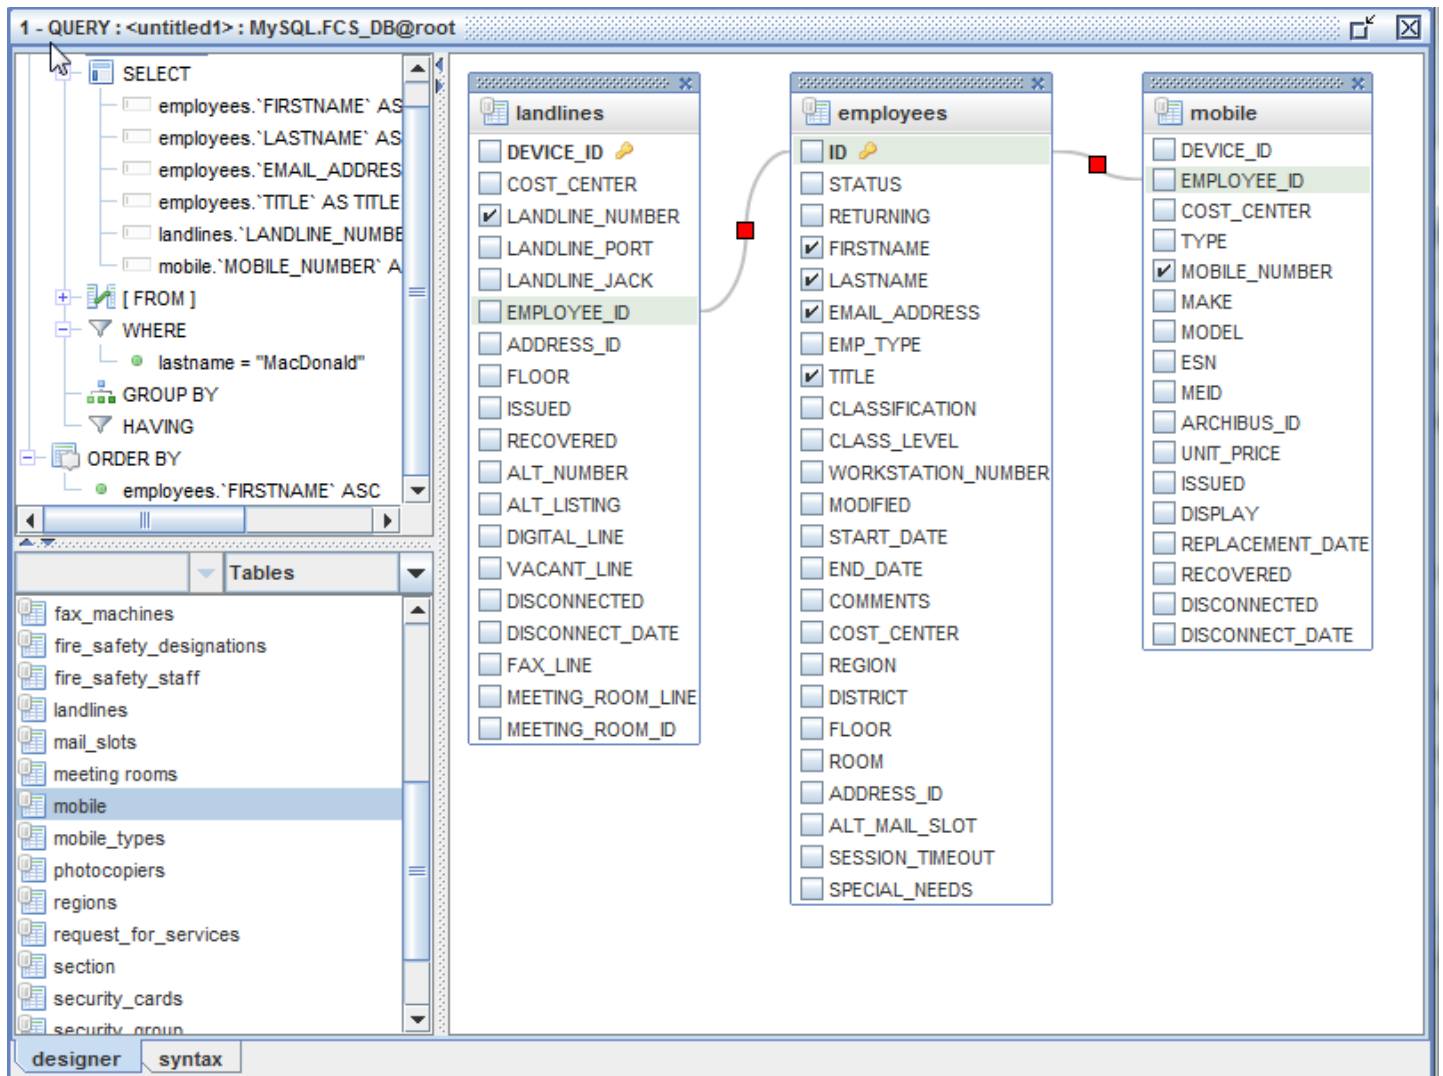 1 - QUERY : <untitled1> : MySQL.FCS_DB@root
SELECT
employees.`FIRSTNAME` AS
employees.`LASTNAME` AS
employees.`EMAIL_ADDRES
employees.`TITLE` AS TITLE
landlines.`LANDLINE_NUMBE
mobile.`MOBILE_NUMBER` A
[ FROM ]
WHERE
lastname = "MacDonald"
GROUP BY
HAVING
ORDER BY
employees.`FIRSTNAME` ASC
Tables
fax_machines
fire_safety_designations
fire_safety_staff
landlines
mail_slots
meeting rooms
mobile
mobile_types
photocopiers
regions
request_for_services
section
security_cards
security_group
landlines
DEVICE_ID
COST_CENTER
LANDLINE_NUMBER
LANDLINE_PORT
LANDLINE_JACK
EMPLOYEE_ID
ADDRESS_ID
FLOOR
ISSUED
RECOVERED
ALT_NUMBER
ALT_LISTING
DIGITAL_LINE
VACANT_LINE
DISCONNECTED
DISCONNECT_DATE
FAX_LINE
MEETING_ROOM_LINE
MEETING_ROOM_ID
employees
ID
STATUS
RETURNING
FIRSTNAME
LASTNAME
EMAIL_ADDRESS
EMP_TYPE
TITLE
CLASSIFICATION
CLASS_LEVEL
WORKSTATION_NUMBER
MODIFIED
START_DATE
END_DATE
COMMENTS
COST_CENTER
REGION
DISTRICT
FLOOR
ROOM
ADDRESS_ID
ALT_MAIL_SLOT
SESSION_TIMEOUT
SPECIAL_NEEDS
mobile
DEVICE_ID
EMPLOYEE_ID
COST_CENTER
TYPE
MOBILE_NUMBER
MAKE
MODEL
ESN
MEID
ARCHIBUS_ID
UNIT_PRICE
ISSUED
DISPLAY
REPLACEMENT_DATE
RECOVERED
DISCONNECTED
DISCONNECT_DATE
designer
syntax